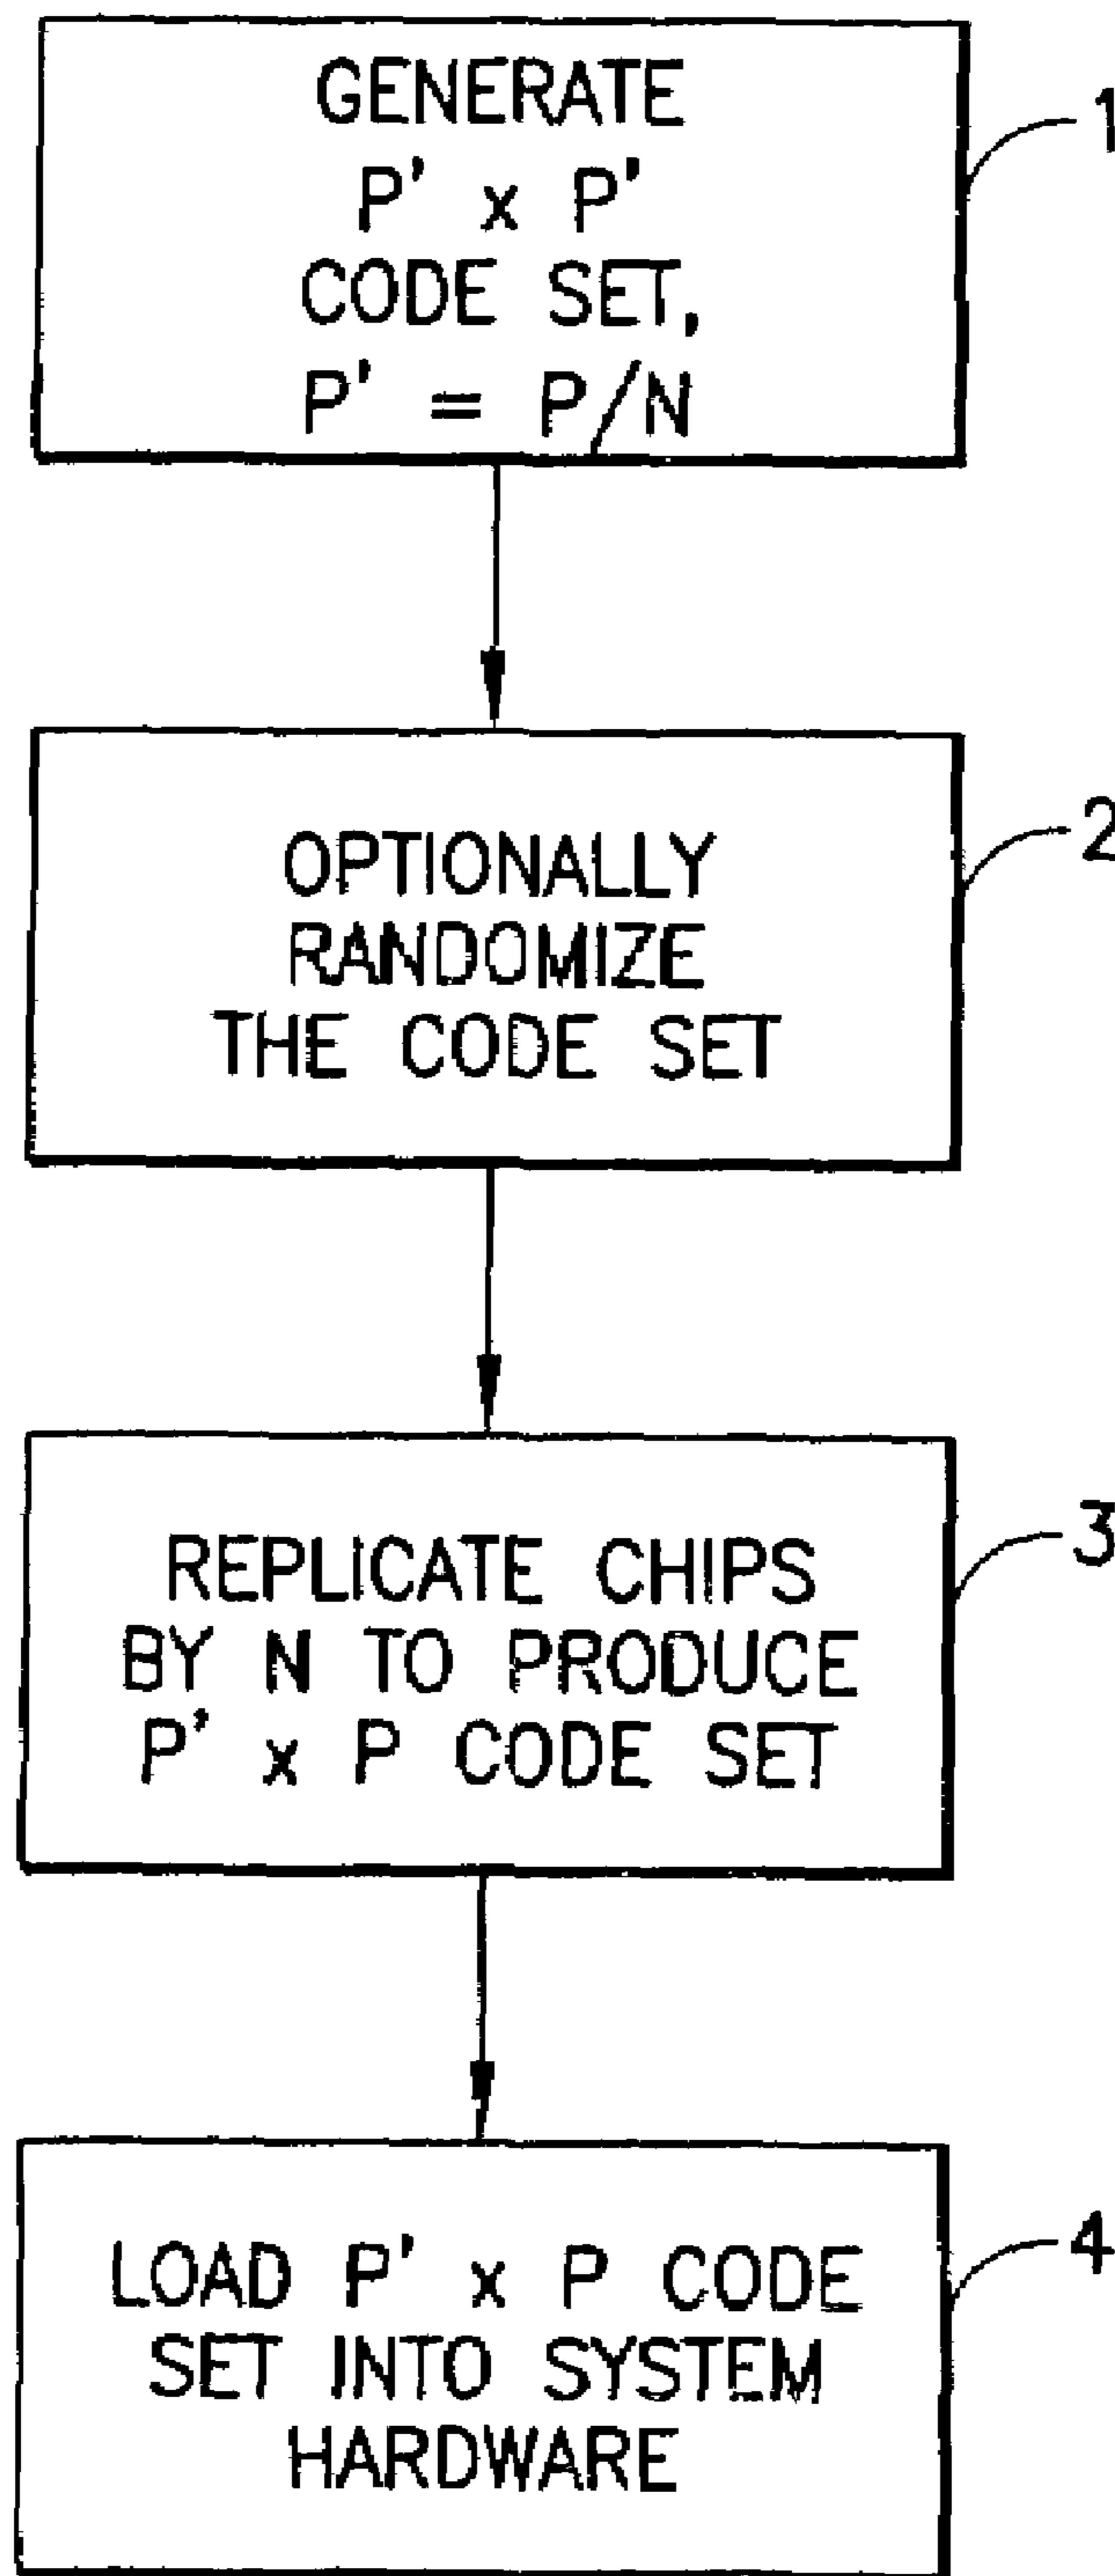 GENERATE
P' x P'
CODE SET,
P' = P/N
1
OPTIONALLY
RANDOMIZE
THE CODE SET
2
REPLICATE CHIPS
BY N TO PRODUCE
P' x P CODE SET
3
LOAD P' x P CODE
SET INTO SYSTEM
HARDWARE
4